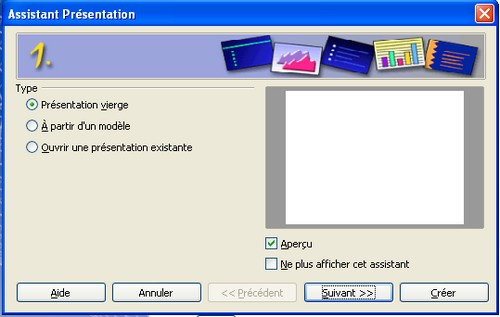 Assistant Présentation
1.
Type
Présentation vierge
À partir d'un modèle
Ouvrir une présentation existante
Aperçu
Ne plus afficher cet assistant
Aide
Annuler
<< Précédent
Suivant >>
Créer